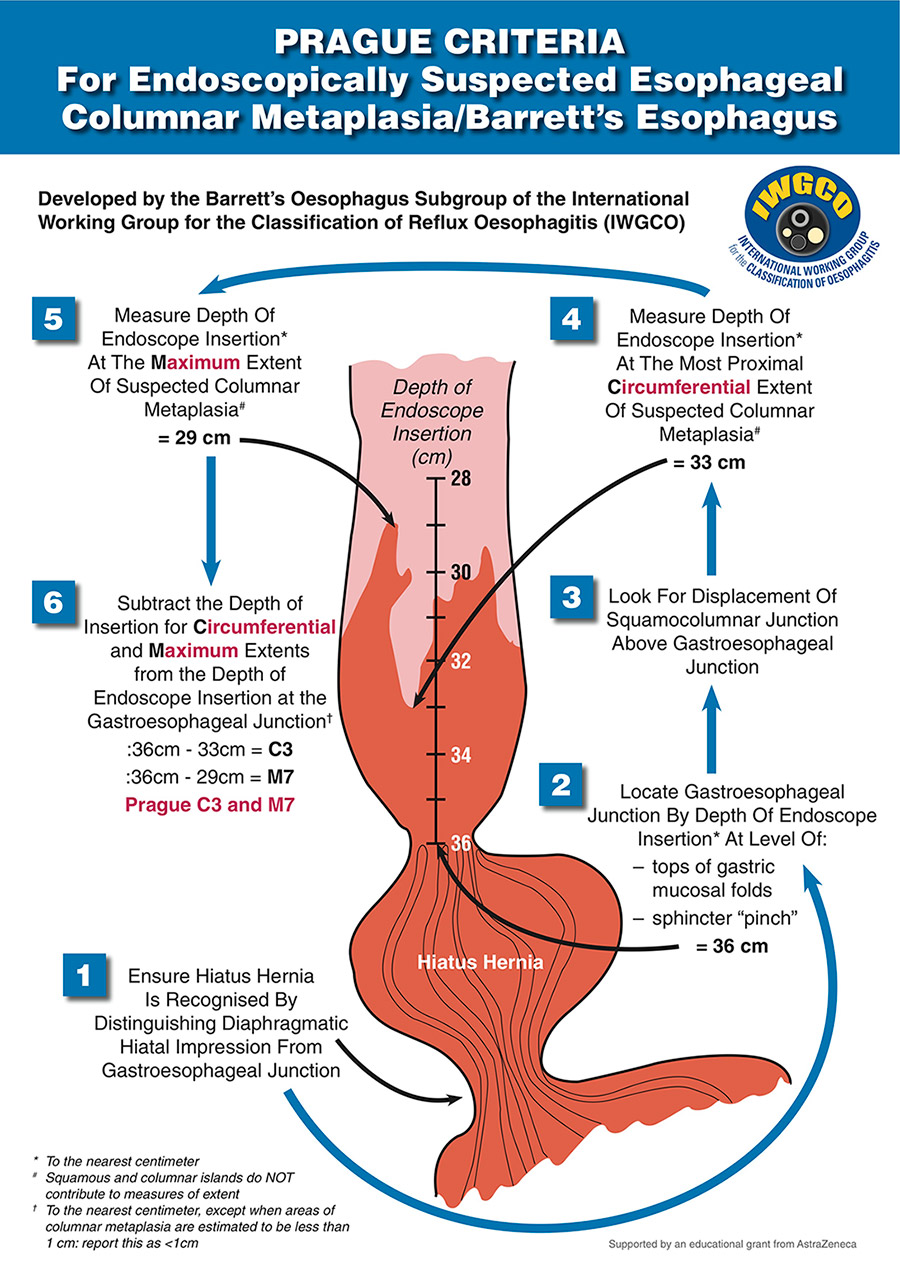 PRAGUE CRITERIA
For Endoscopically Suspected Esophageal
Columnar Metaplasia/Barrett's Esophagus
Developed by the Barrett's Oesophagus Subgroup of the International
Working Group for the Classification of Reflux Oesophagitis (IWGCO)
IWGCO
INTERNATIONAL WORKING GROUP
for the CLASSIFICATION OF OESOPHAGITIS
5
Measure Depth Of
Endoscope Insertion*
At The Maximum Extent
Of Suspected Columnar
Metaplasia#
= 29 cm
4
Measure Depth Of
Endoscope Insertion*
At The Most Proximal
Circumferential Extent
Of Suspected Columnar
Metaplasia#
= 33 cm
Depth of
Endoscope
Insertion
(cm)
28
30
32
34
36
6
Subtract the Depth of
Insertion for Circumferential
and Maximum Extents
from the Depth of
Endoscope Insertion at the
Gastroesophageal Junction†
:36cm - 33cm = C3
:36cm - 29cm = M7
Prague C3 and M7
3
Look For Displacement Of
Squamocolumnar Junction
Above Gastroesophageal
Junction
2
Locate Gastroesophageal
Junction By Depth Of Endoscope
Insertion* At Level Of:
– tops of gastric
mucosal folds
– sphincter “pinch”
= 36 cm
Hiatus Hernia
1
Ensure Hiatus Hernia
Is Recognised By
Distinguishing Diaphragmatic
Hiatal Impression From
Gastroesophageal Junction
* To the nearest centimeter
# Squamous and columnar islands do NOT
contribute to measures of extent
† To the nearest centimeter, except when areas of
columnar metaplasia are estimated to be less than
1 cm: report this as <1cm
Supported by an educational grant from AstraZeneca